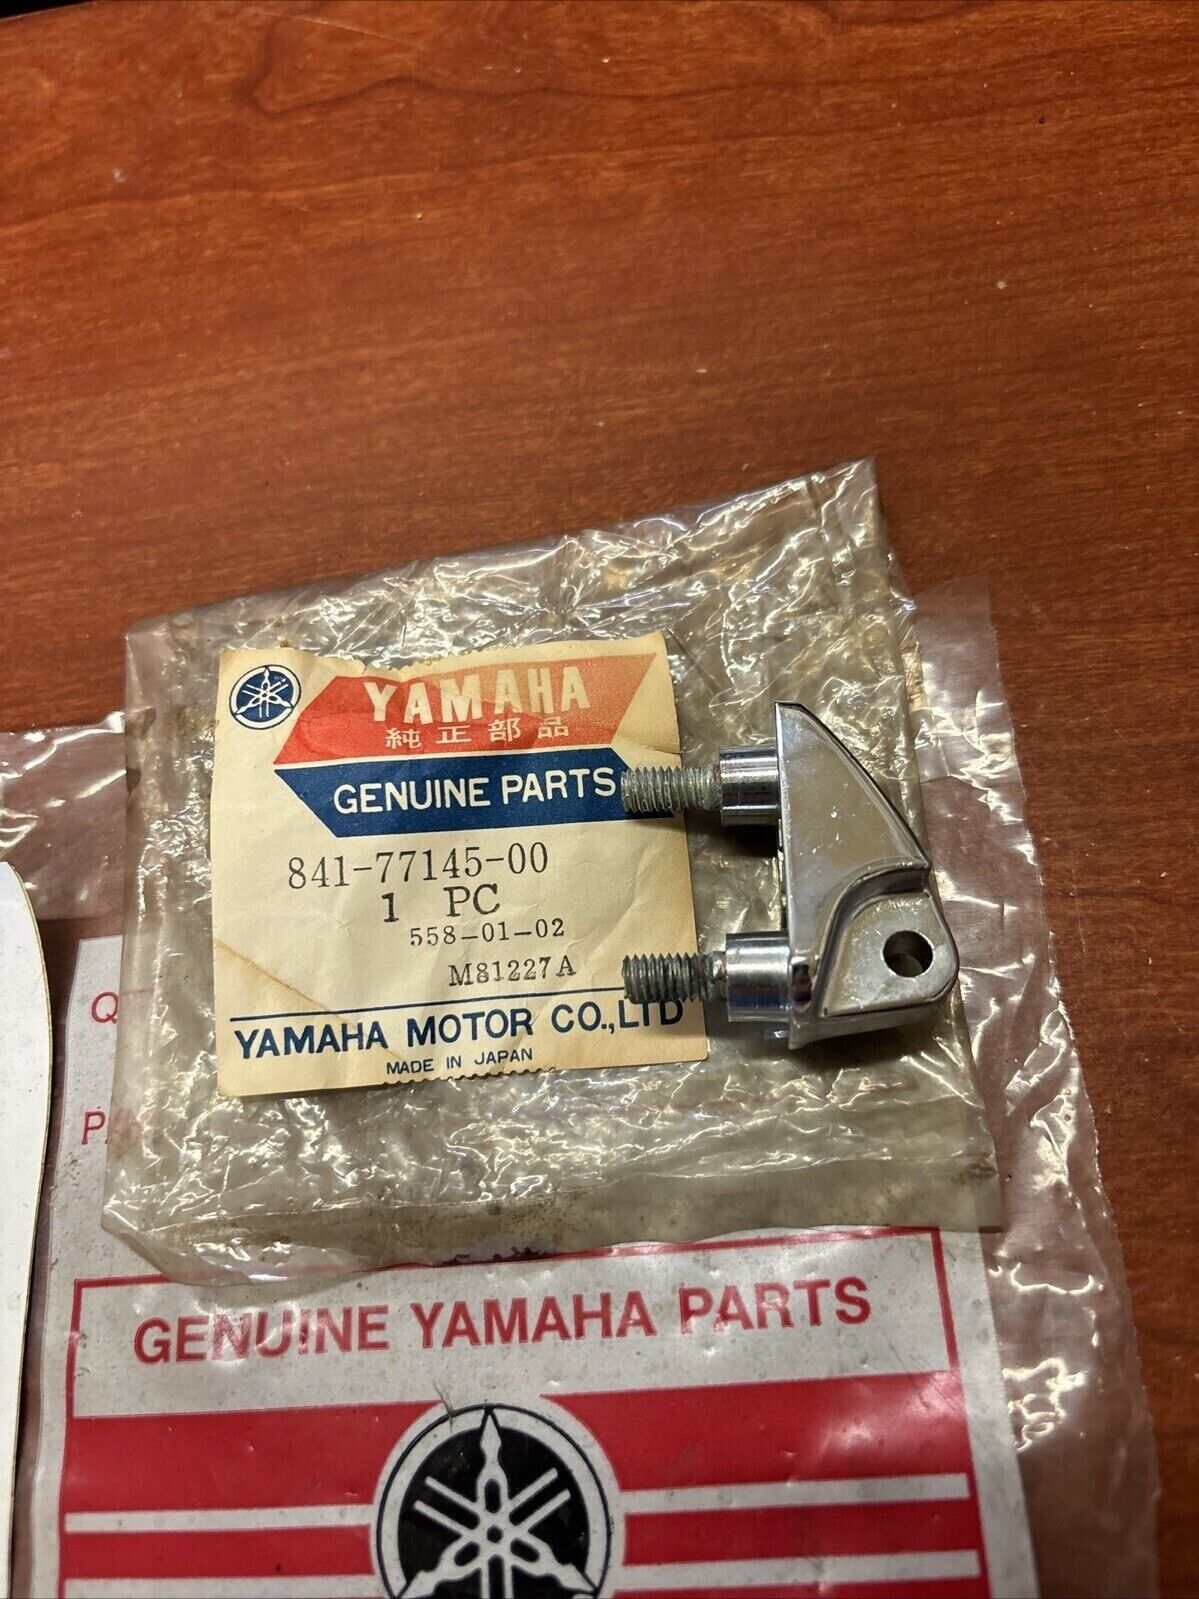 YAMAHA
純正部品
GENUINE PARTS
841-77145-00
1 PC
558-01-02
M81227A
YAMAHA MOTOR CO.,LTD
MADE IN JAPAN
GENUINE YAMAHA PARTS